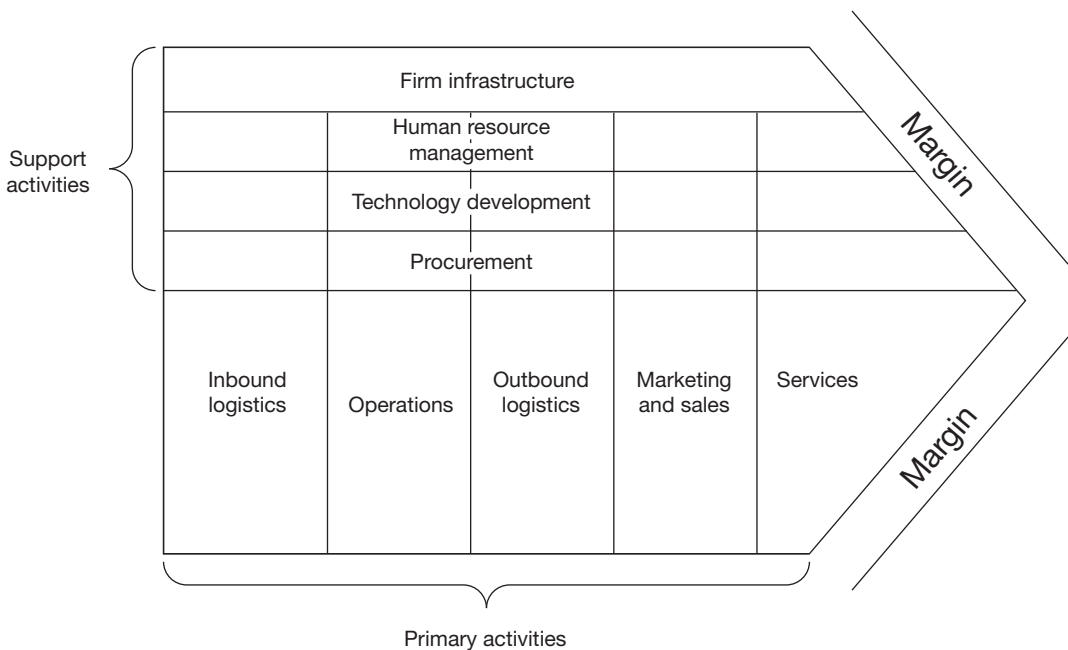 Firm infrastructure
Margin
Human resource
management
Support
activities
Technology development
Procurement
Inbound
logistics
Operations
Outbound
logistics
Marketing
and sales
Services
Margin
Primary activities